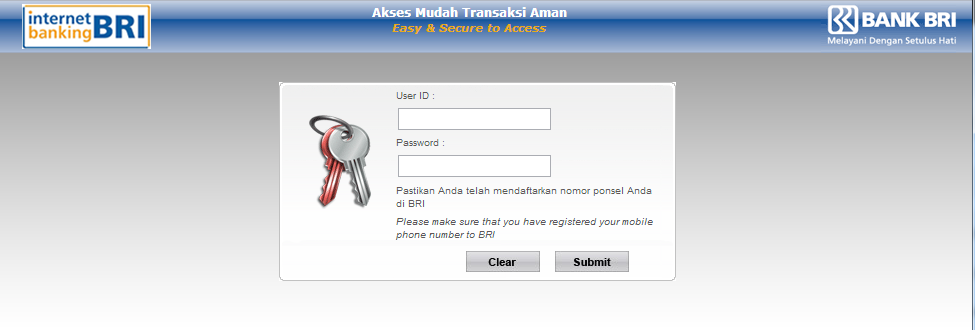 internet
banking BRI
Akses Mudah Transaksi Aman
Easy & Secure to Access
BANK BRI
Melayani Dengan Setulus Hati
User ID :
Password :
Pastikan Anda telah mendaftarkan nomor ponsel Anda
di BRI
Please make sure that you have registered your mobile
phone number to BRI
Clear
Submit